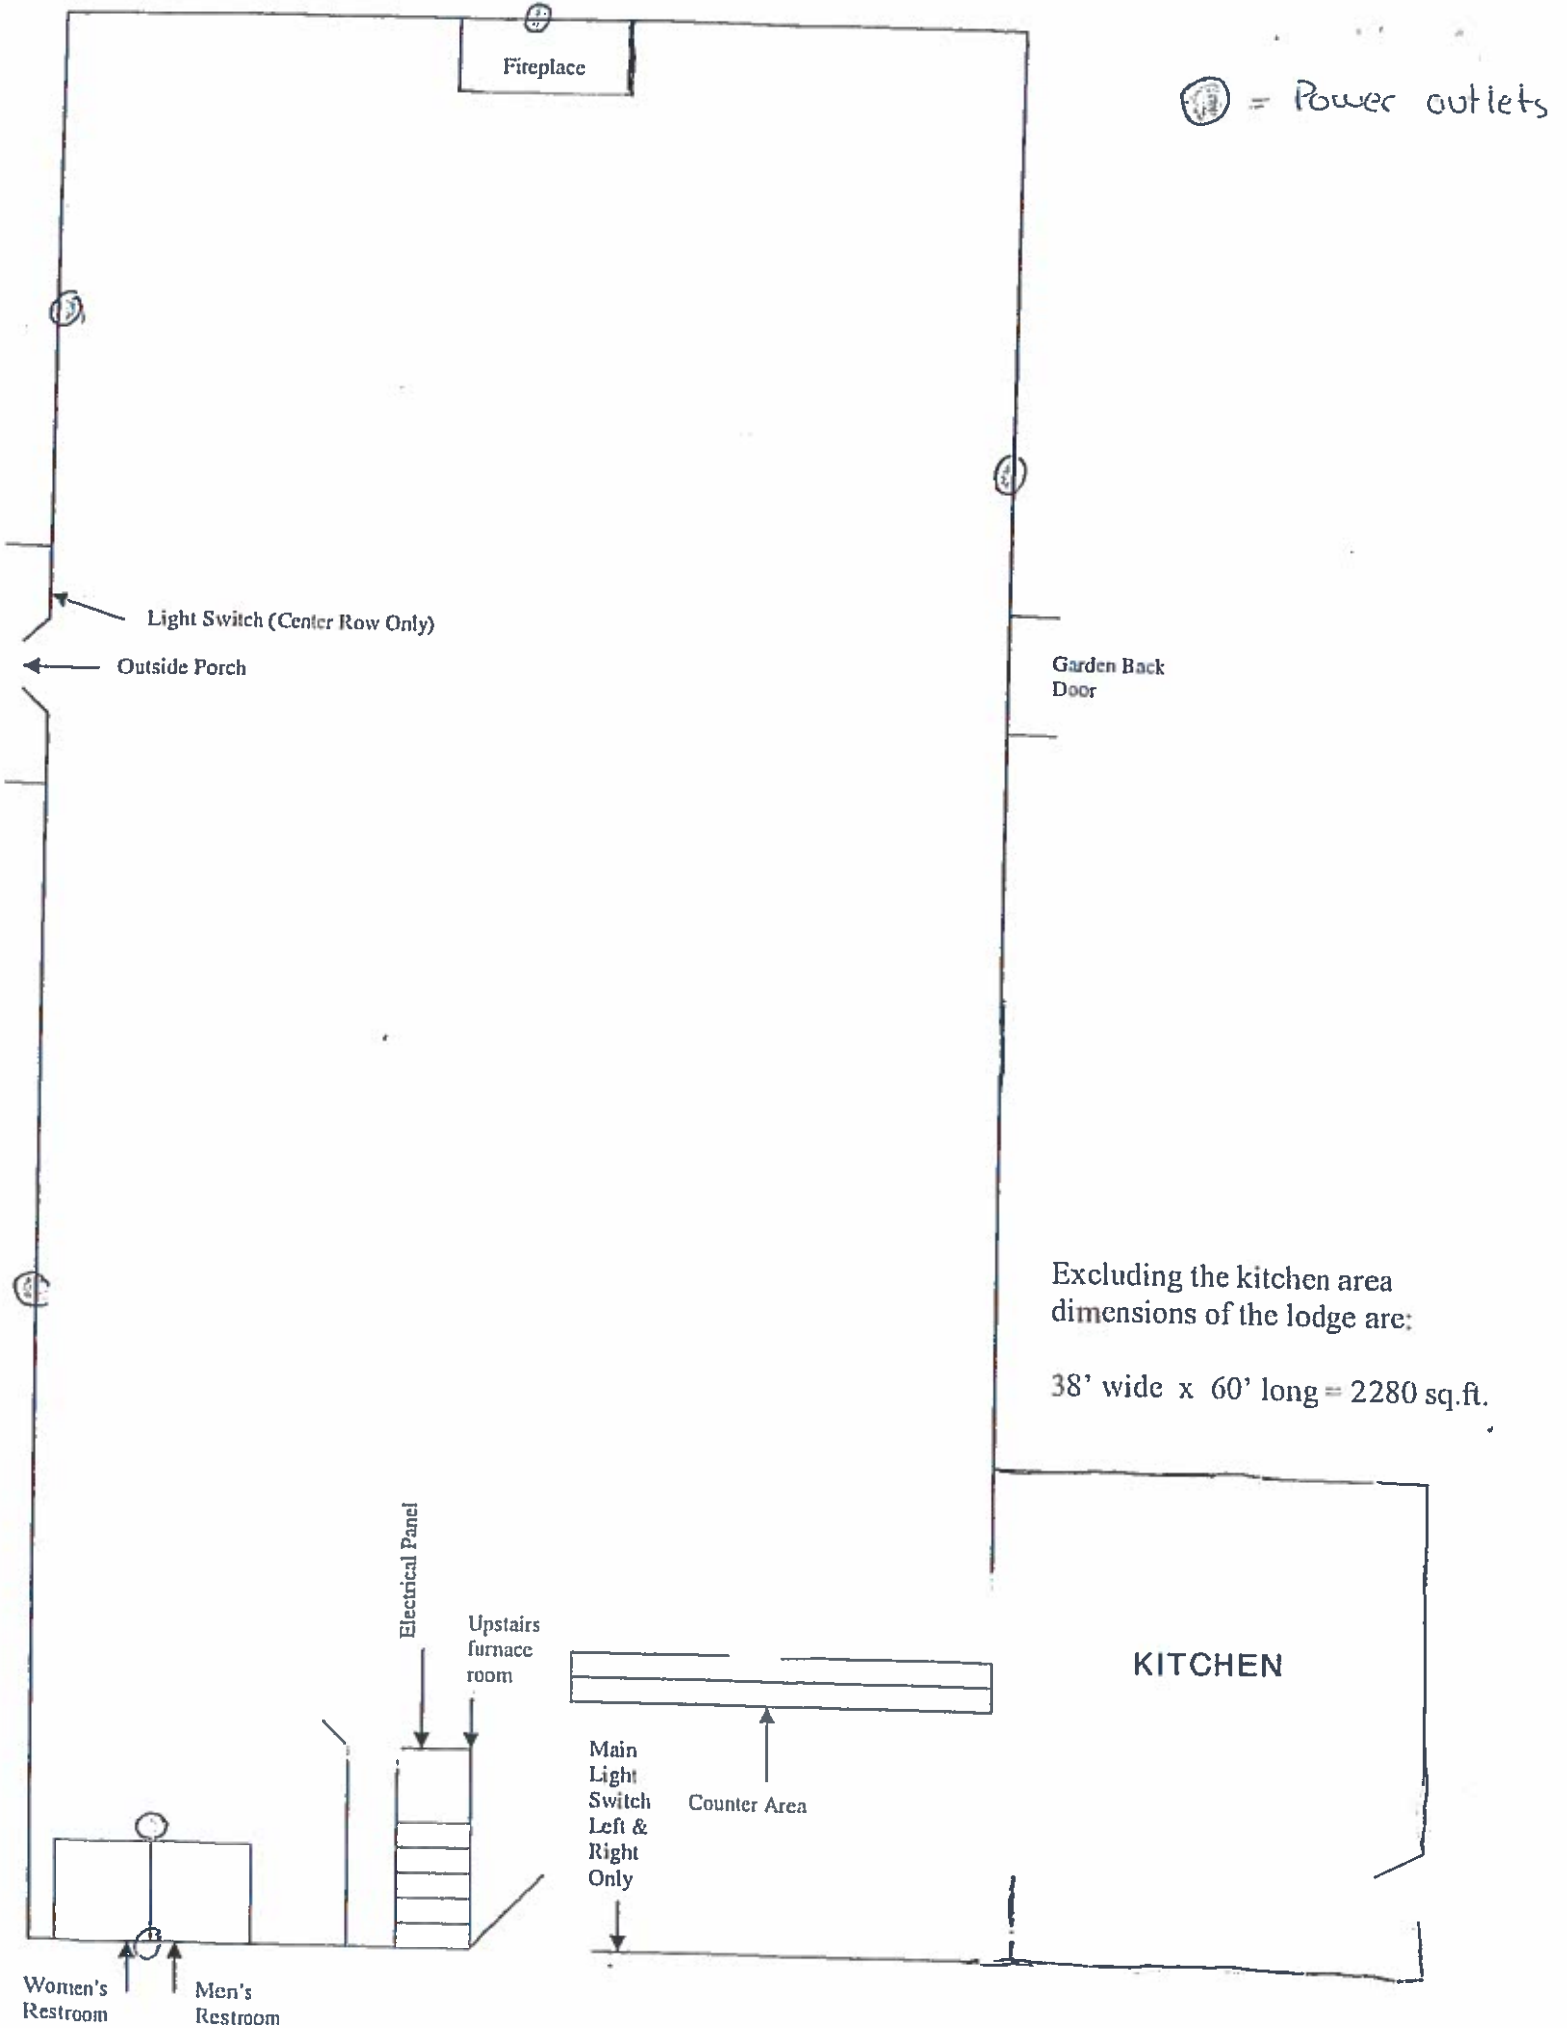 Fireplace
= Power outlets
Light Switch (Center Row Only)
Outside Porch
Garden Back
Door
Excluding the kitchen area
dimensions of the lodge are:
38' wide x 60' long = 2280 sq.ft.
Electrical Panel
Upstairs
furnace
room
KITCHEN
Main
Light
Switch
Left &
Right
Only
Counter Area
Women's
Restroom
Men's
Restroom